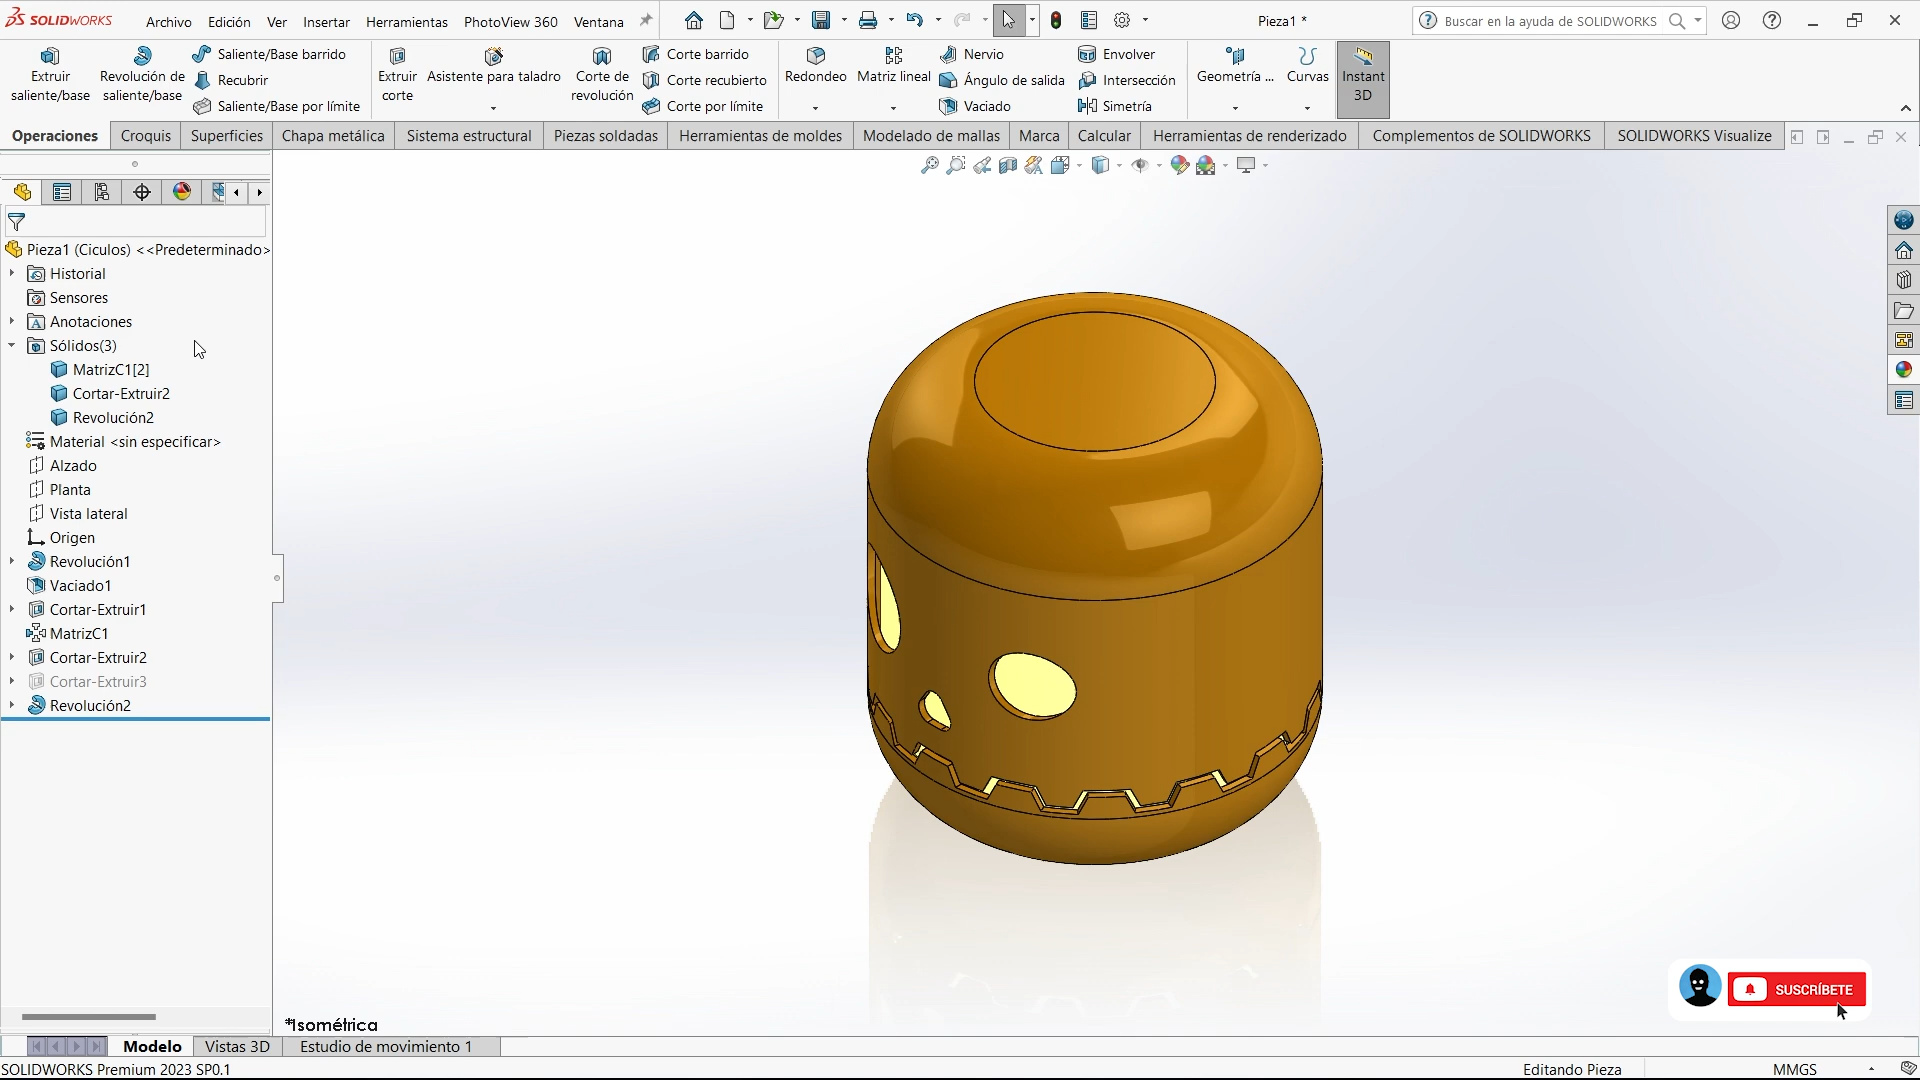 SOLIDWORKS
Archivo Edición Ver Insertar Herramientas PhotoView 360 Ventana
Pieza1 *
Buscar en la ayuda de SOLIDWORKS
Extruir saliente/base
Revolución de saliente/base
Saliente/Base barrido
Recubrir
Saliente/Base por límite
Extruir corte
Asistente para taladro
Corte de revolución
Corte barrido
Corte recubierto
Corte por límite
Redondeo
Matriz lineal
Nervio
Ángulo de salida
Vaciado
Envolver
Intersección
Simetría
Geometría ...
Curvas
Instant 3D
Operaciones Croquis Superficies Chapa metálica Sistema estructural Piezas soldadas Herramientas de moldes Modelado de mallas Marca Calcular Herramientas de renderizado Complementos de SOLIDWORKS SOLIDWORKS Visualize
Pieza1 (Ciculos) <<Predeterminado>
Historial
Sensores
Anotaciones
Sólidos(3)
MatrizC1[2]
Cortar-Extruir2
Revolución2
Material <sin especificar>
Alzado
Planta
Vista lateral
Origen
Revolución1
Vaciado1
Cortar-Extruir1
MatrizC1
Cortar-Extruir2
Cortar-Extruir3
Revolución2
SUSCRÍBETE
*Isométrica
Modelo Vistas 3D Estudio de movimiento 1
SOLIDWORKS Premium 2023 SP0.1
Editando Pieza
MMGS